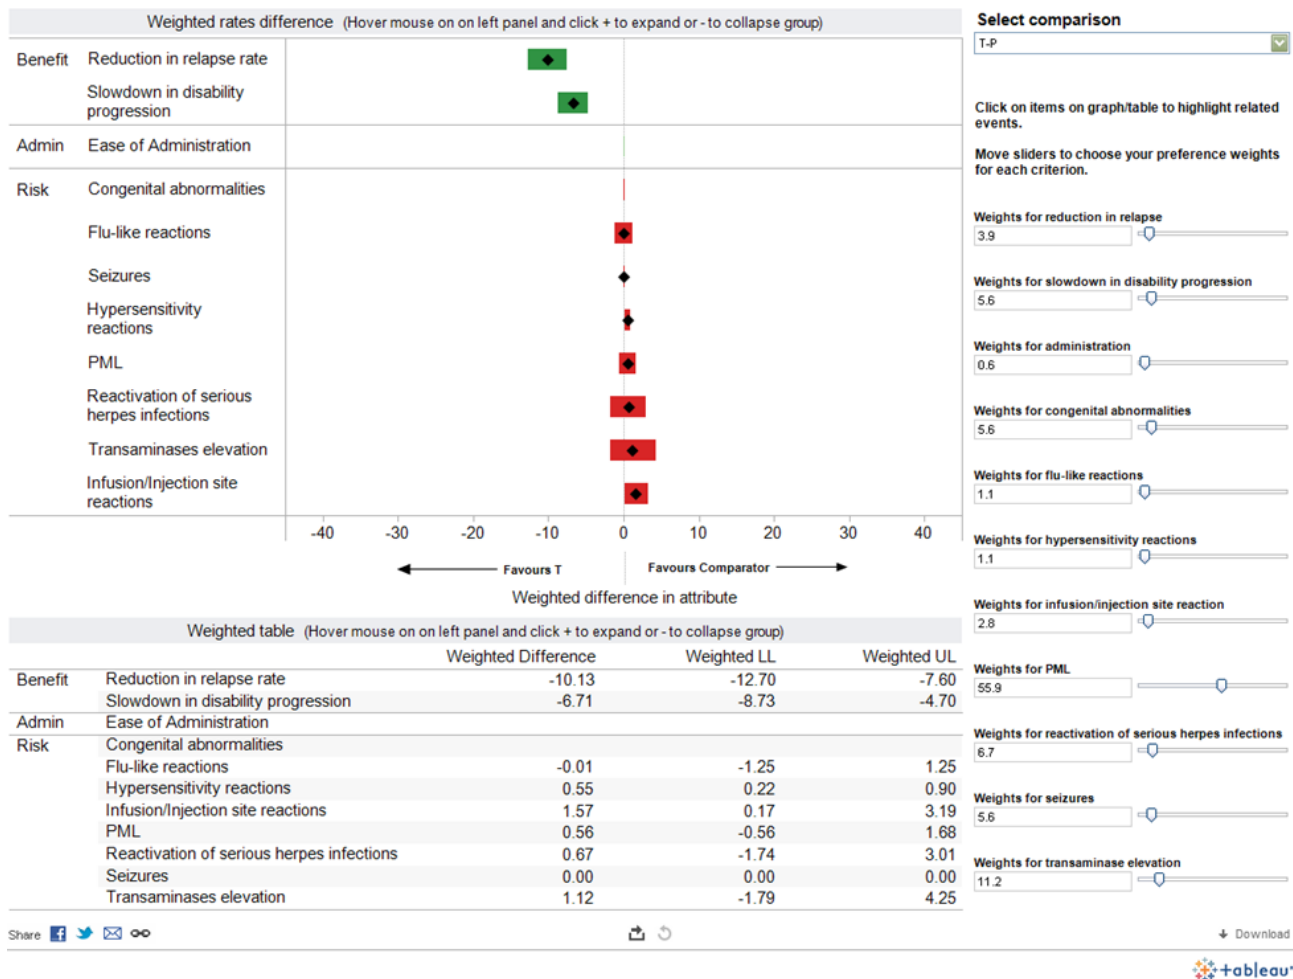 Weighted rates difference (Hover mouse on on left panel and click + to expand or - to collapse group)
Benefit Reduction in relapse rate
Slowdown in disability
progression
Admin Ease of Administration
Risk Congenital abnormalities
Flu-like reactions
Seizures
Hypersensitivity
reactions
PML
Reactivation of serious
herpes infections
Transaminases elevation
Infusion/Injection site
reactions
-40 -30 -20 -10 0 10 20 30 40
Favours T Favours Comparator
Weighted difference in attribute
Weighted table (Hover mouse on on left panel and click + to expand or - to collapse group)
Weighted Difference Weighted LL Weighted UL
Benefit Reduction in relapse rate -10.13 -12.70 -7.60
Slowdown in disability progression -6.71 -8.73 -4.70
Admin Ease of Administration
Risk Congenital abnormalities
Flu-like reactions -0.01 -1.25 1.25
Hypersensitivity reactions 0.55 0.22 0.90
Infusion/Injection site reactions 1.57 0.17 3.19
PML 0.56 -0.56 1.68
Reactivation of serious herpes infections 0.67 -1.74 3.01
Seizures 0.00 0.00 0.00
Transaminases elevation 1.12 -1.79 4.25
Select comparison
T-P
Click on items on graph/table to highlight related
events.
Move sliders to choose your preference weights
for each criterion.
Weights for reduction in relapse
3.9
Weights for slowdown in disability progression
5.6
Weights for administration
0.6
Weights for congenital abnormalities
5.6
Weights for flu-like reactions
1.1
Weights for hypersensitivity reactions
1.1
Weights for infusion/injection site reaction
2.8
Weights for PML
55.9
Weights for reactivation of serious herpes infections
6.7
Weights for seizures
5.6
Weights for transaminase elevation
11.2
Share
Download
+ableau